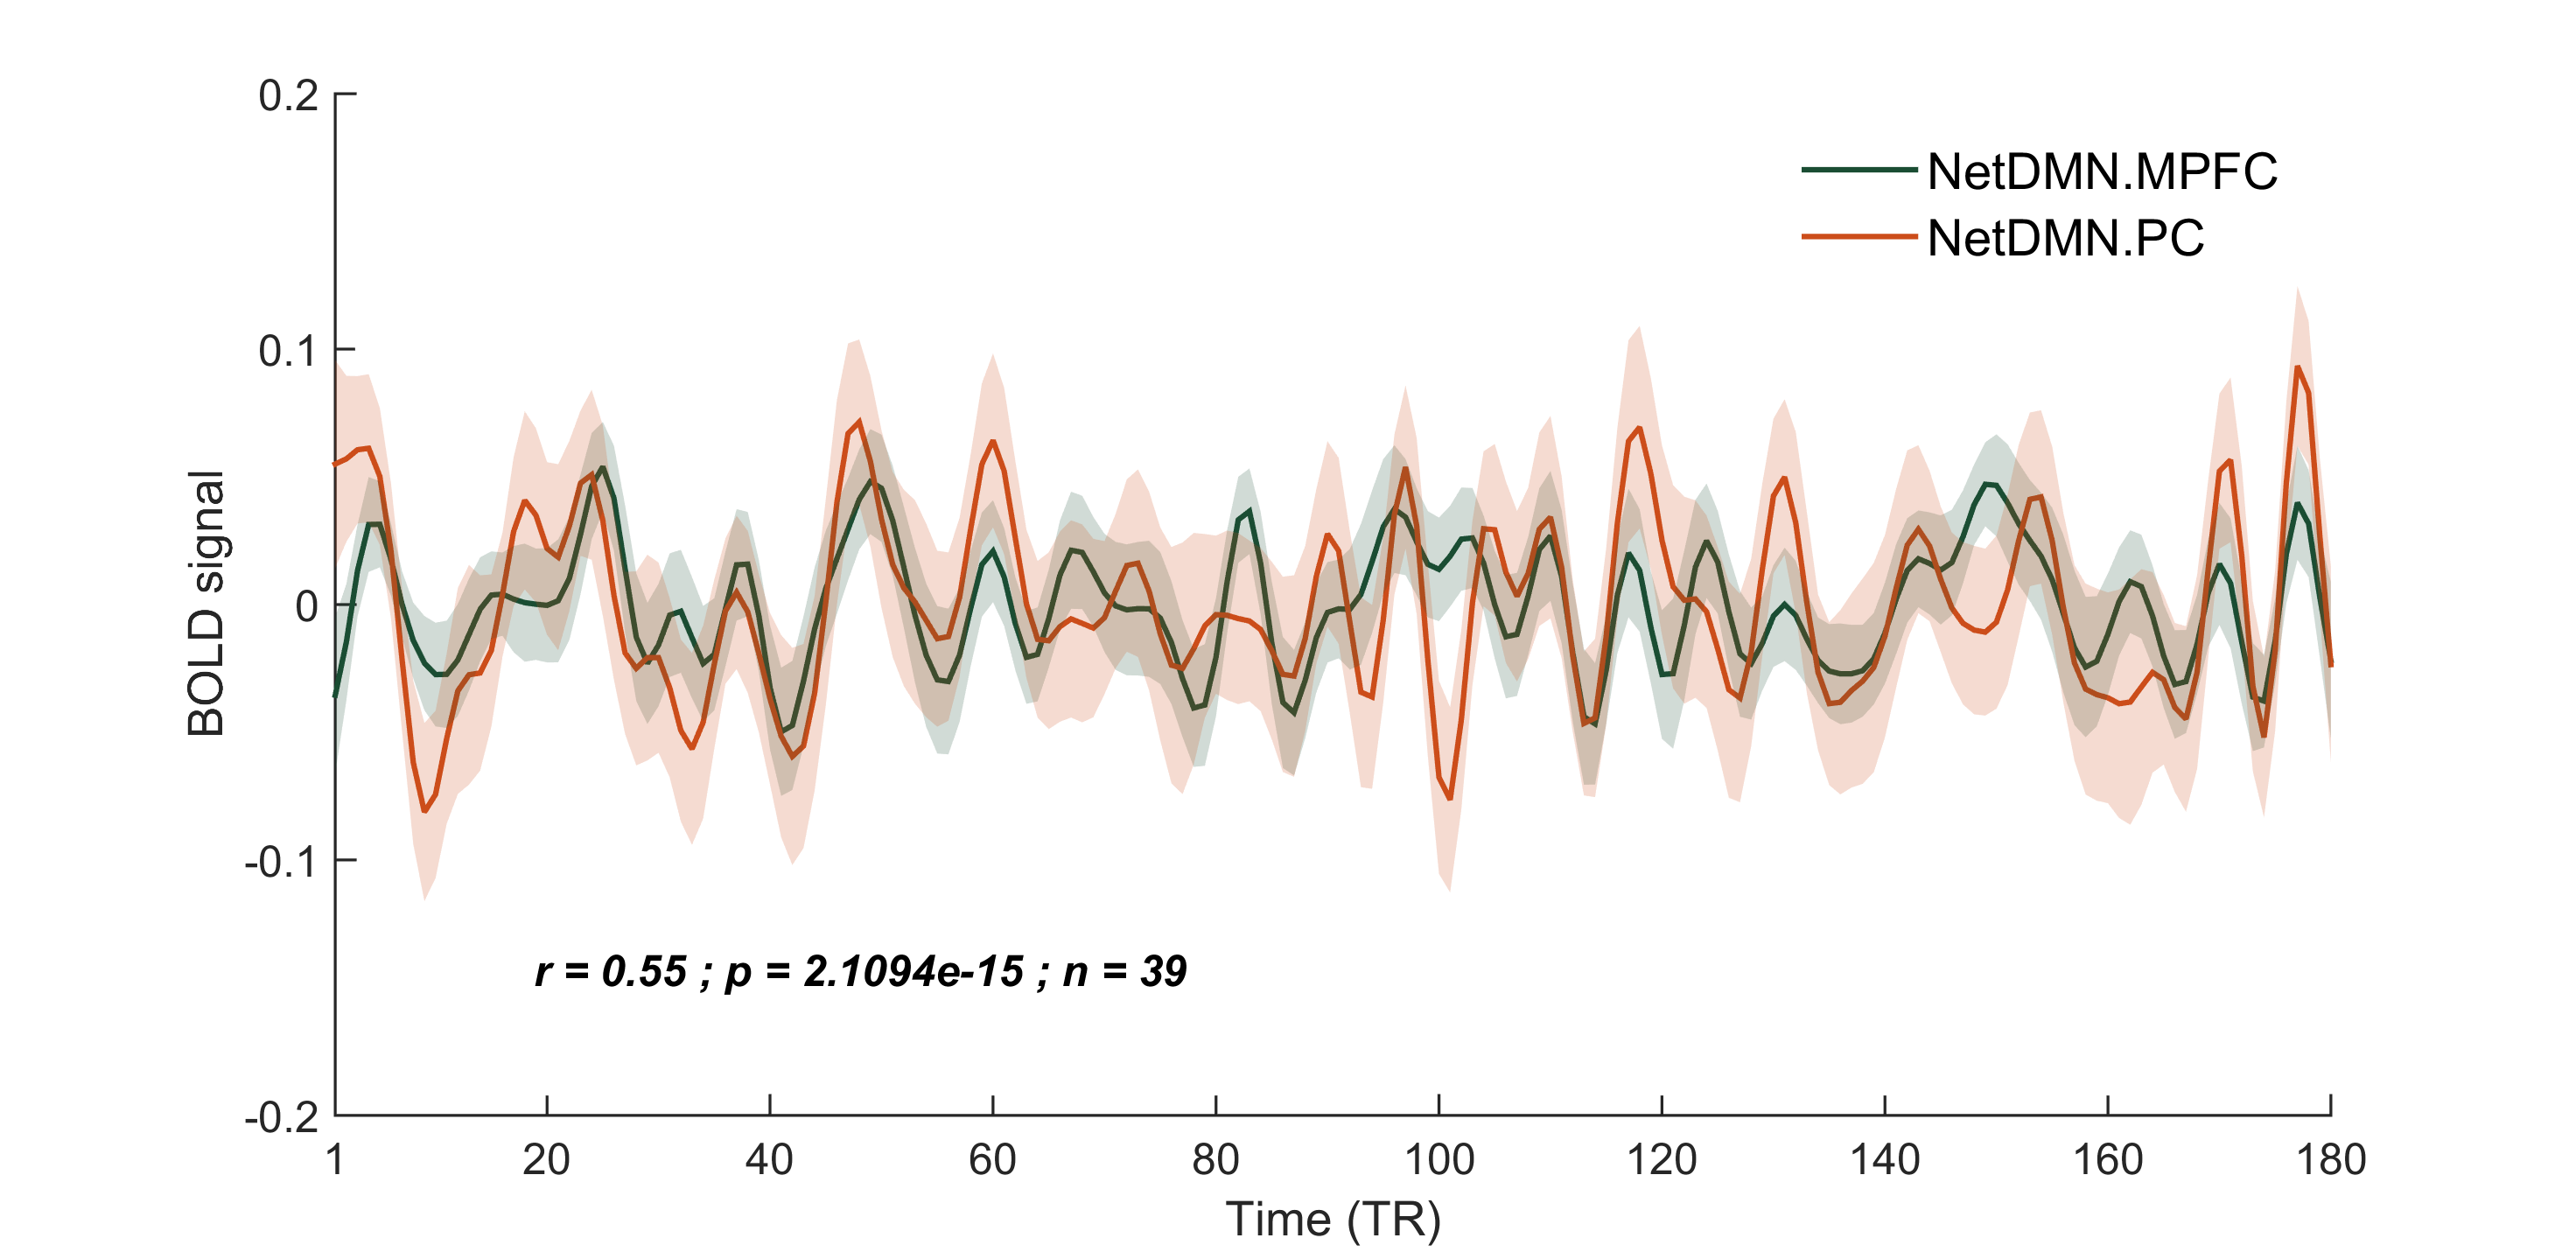 0.2
0.1
0
-0.1
-0.2
BOLD signal
NetDMN.MPFC
NetDMN.PC
r = 0.55 ; p = 2.1094e-15 ; n = 39
1 20 40 60 80 100 120 140 160 180
Time (TR)